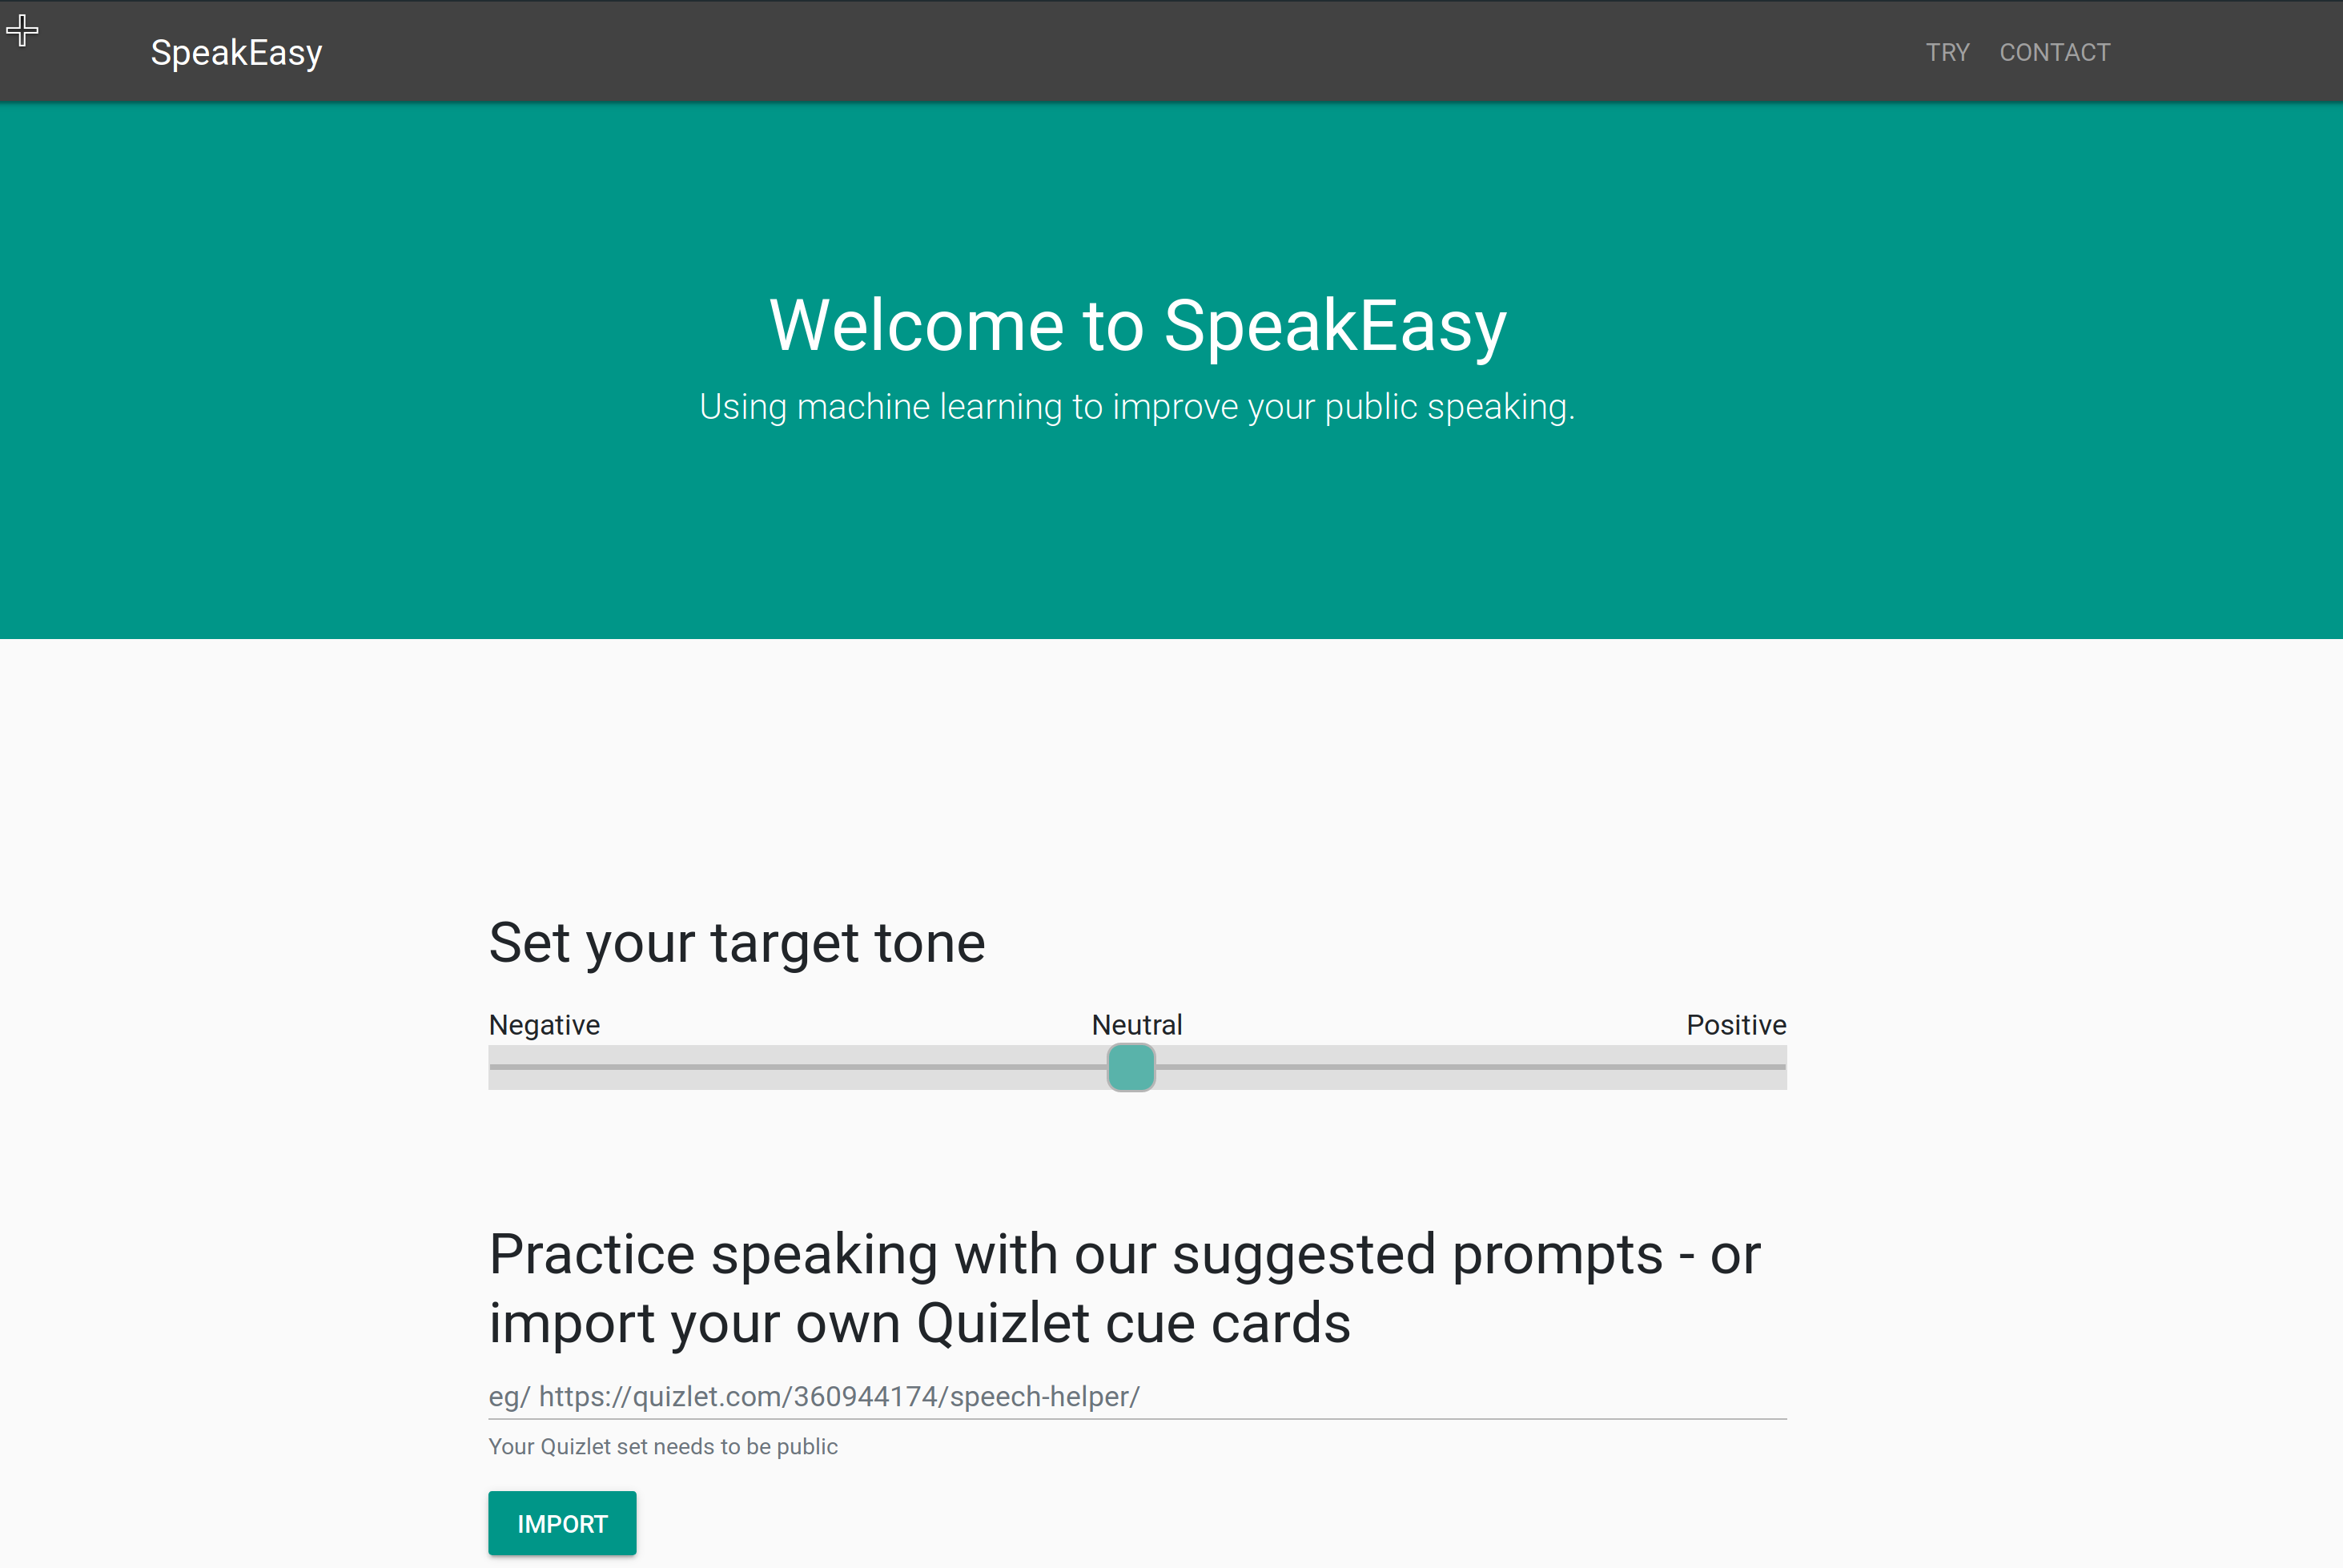 SpeakEasy
TRY
CONTACT
Welcome to SpeakEasy
Using machine learning to improve your public speaking.
Set your target tone
Negative
Neutral
Positive
Practice speaking with our suggested prompts - or
import your own Quizlet cue cards
eg/ https://quizlet.com/360944174/speech-helper/
Your Quizlet set needs to be public
IMPORT